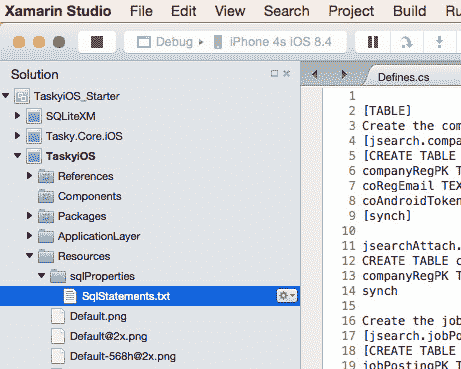 Xamarin Studio File Edit View Search Project Build Ru
Debug iPhone 4s iOS 8.4
Solution
Defines.cs
TaskyiOS_Starter
SQLiteXM
Tasky.Core.iOS
TaskyiOS
References
Components
Packages
ApplicationLayer
Resources
sqlProperties
SqlStatements.txt
Default.png
Default@2x.png
Default-568h@2x.png
1
2 [TABLE]
3 Create the com
4 [jsearch.compa
5 [CREATE TABLE
6 companyRegPK T
7 coRegEmail TEX
8 coAndroidToken
9 [synch]
10
11 jsearchAttach.
12 CREATE TABLE c
13 companyRegPK T
14 synch
15
16 Create the job
17 [jsearch.jobPo
18 [CREATE TABLE
19 jobPostingPK T